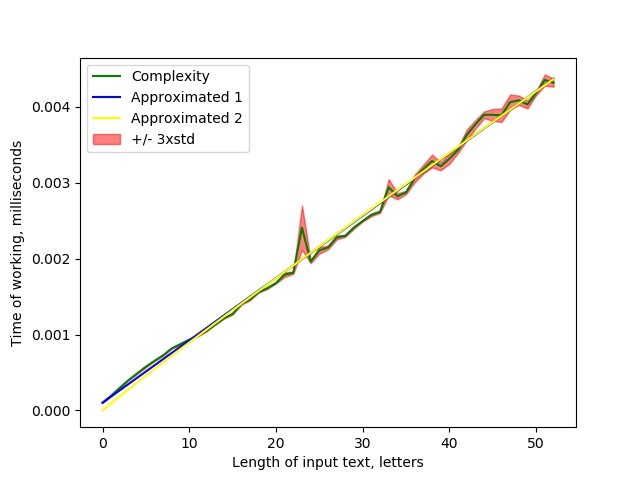 Complexity
Approximated 1
Approximated 2
+/- 3xstd
0.004
0.003
0.002
0.001
0.000
Time of working, milliseconds
0 10 20 30 40 50
Length of input text, letters